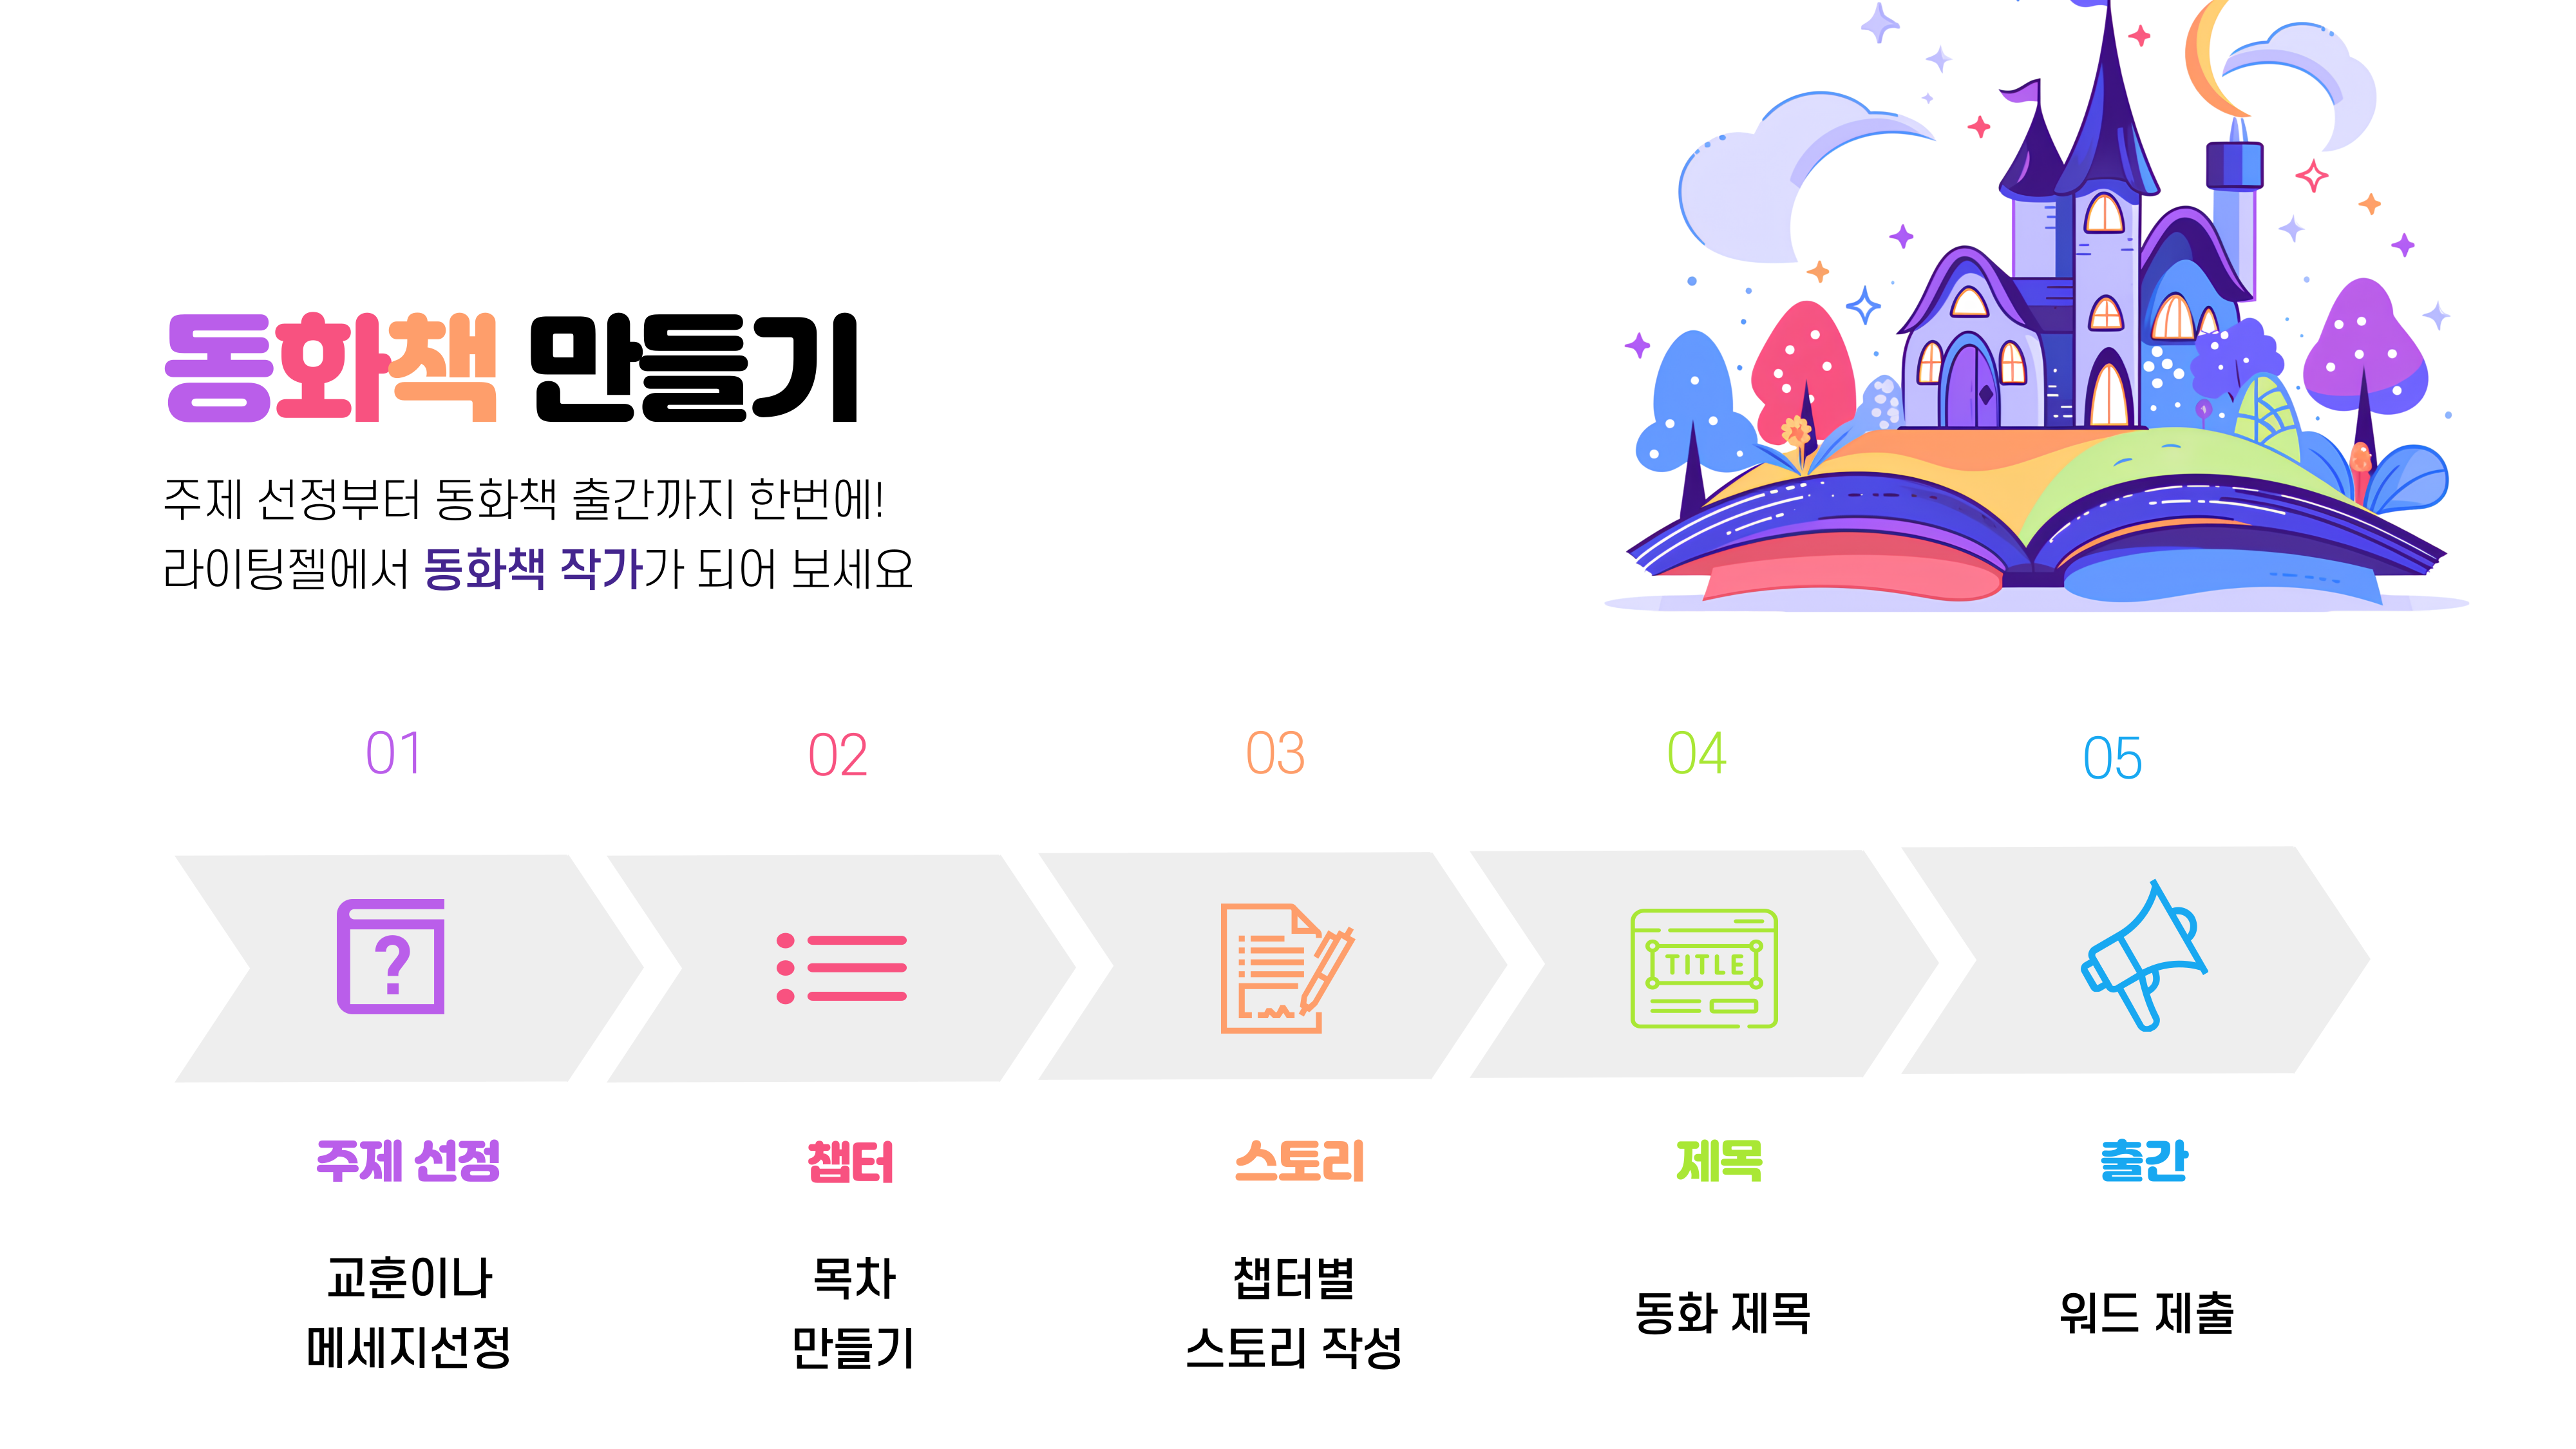 동화책 만들기
주제 선정부터 동화책 출간까지 한번에!
라이팅젤에서 동화책 작가가 되어 보세요
01
02
03
04
05
?
TITLE
주제 선정
챕터
스토리
제목
출간
교훈이나
메세지선정
목차
만들기
챕터별
스토리 작성
동화 제목
워드 제출